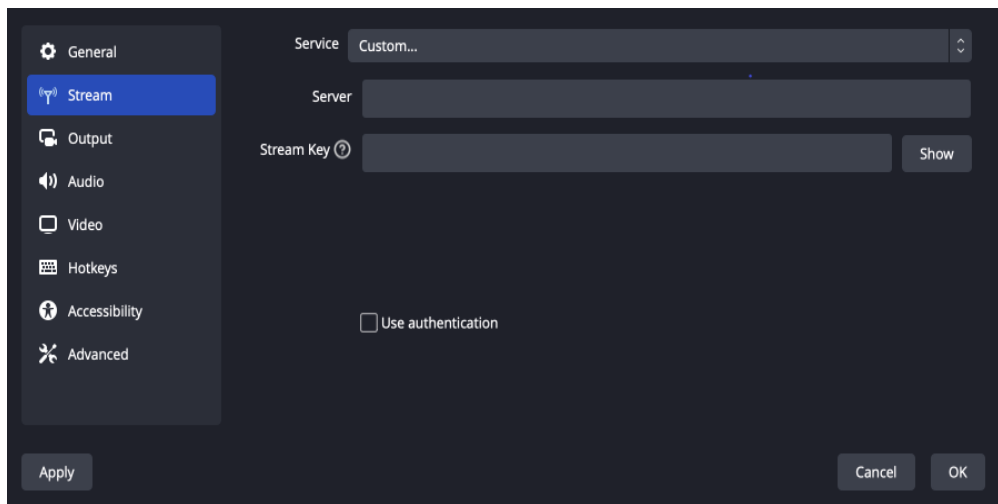 General
Stream
Output
Audio
Video
Hotkeys
Accessibility
Advanced
Service Custom...
Server
Stream Key ? Show
Use authentication
Apply Cancel OK